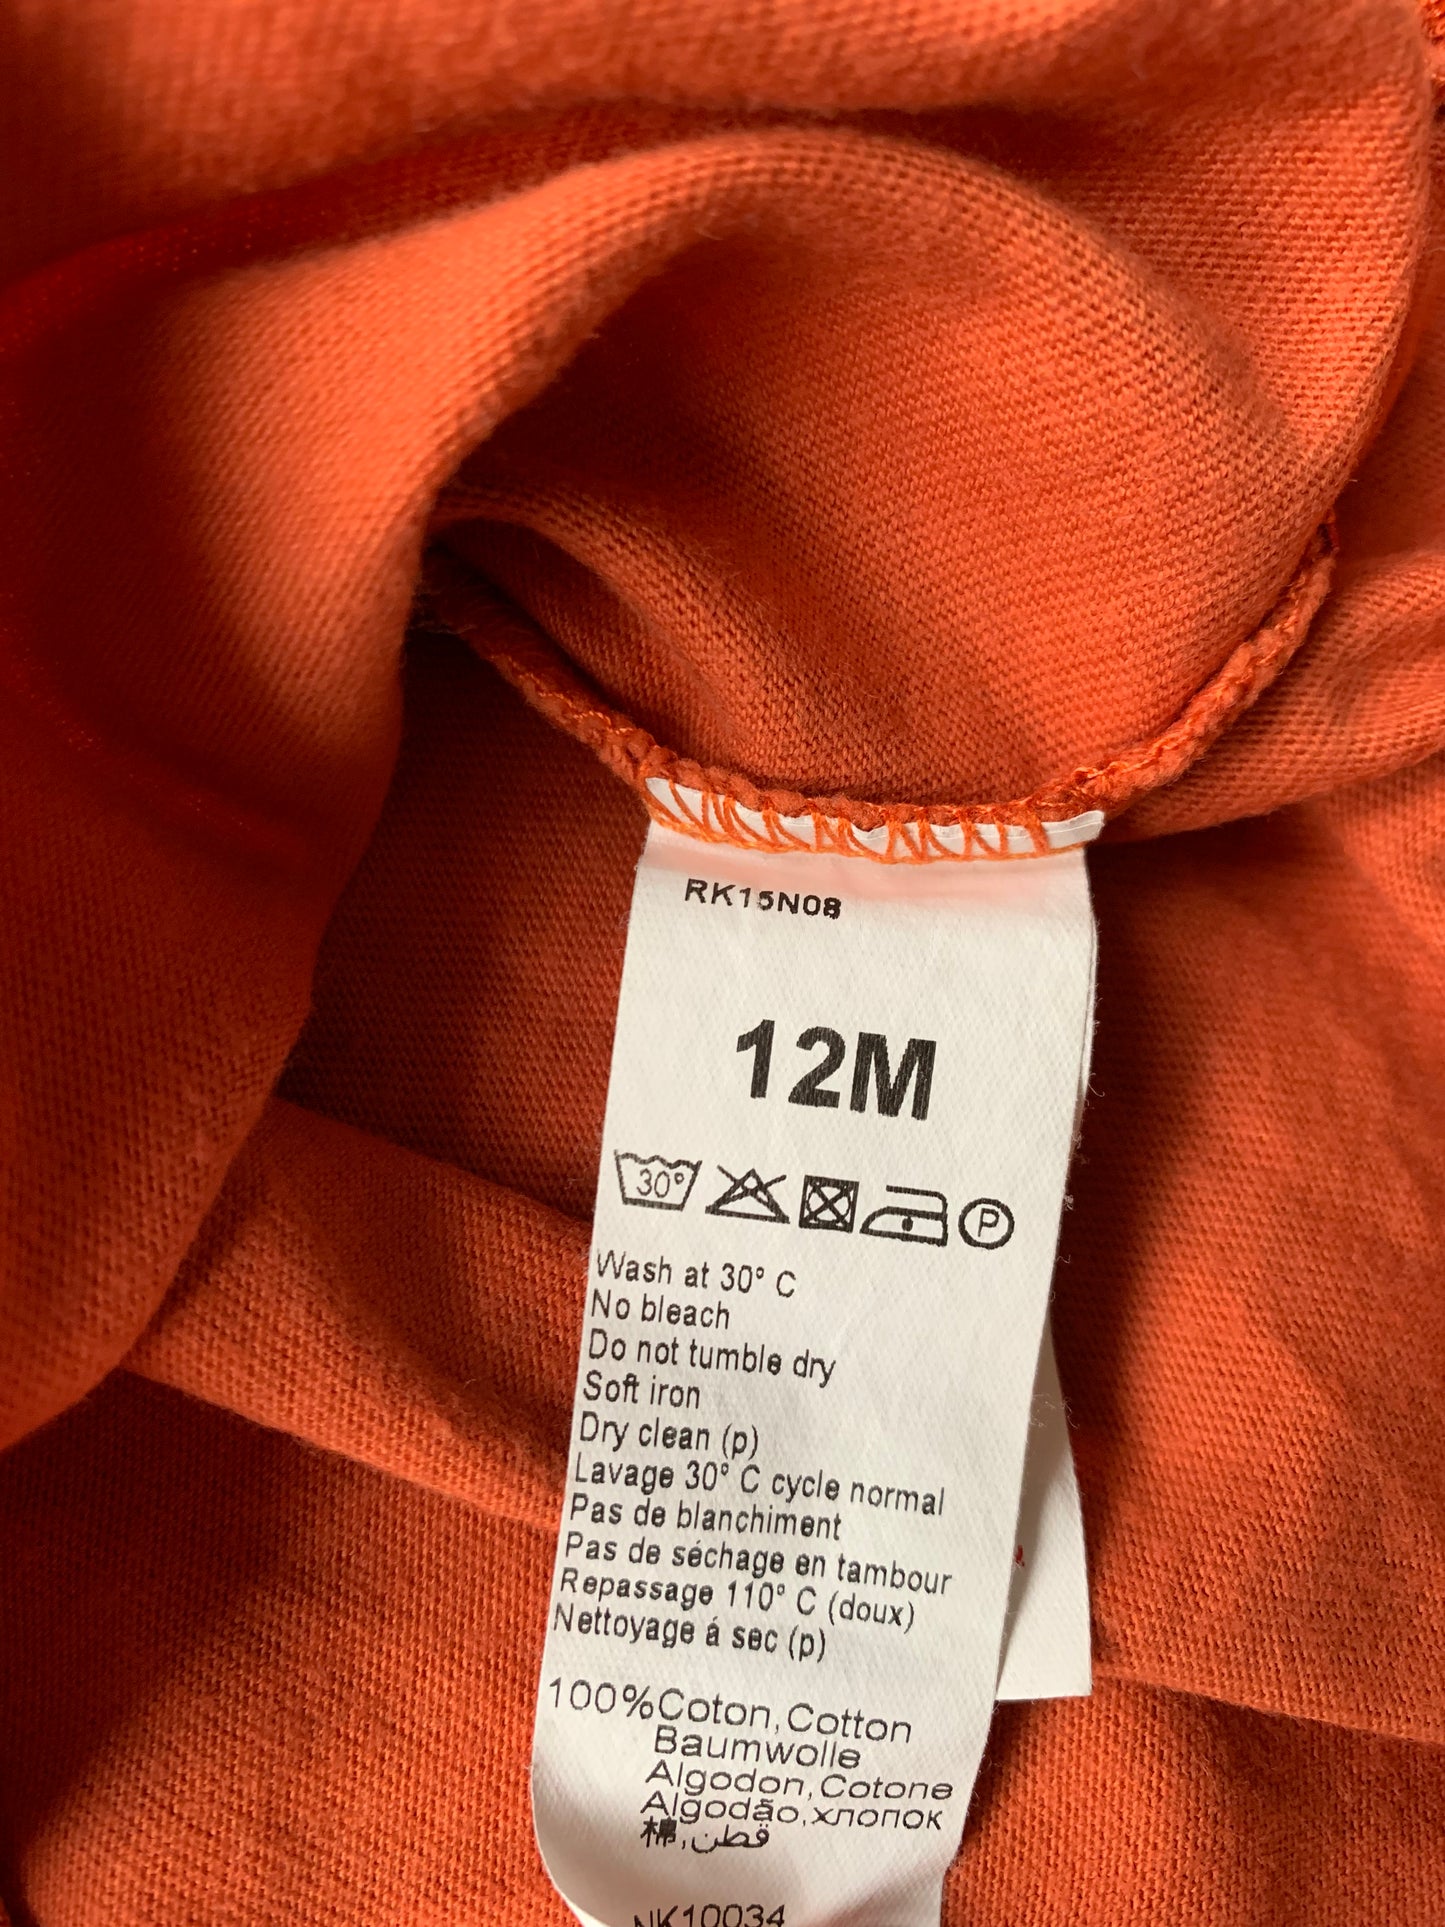 RK15N08
12M
30° P
Wash at 30° C
No bleach
Do not tumble dry
Soft iron
Dry clean (p)
Lavage 30° C cycle normal
Pas de blanchiment
Pas de séchage en tambour
Repassage 110° C (doux)
Nettoyage á sec (p)
100%Coton,Cotton
Baumwolle
Algodon,Cotone
Algodão,хлопок
棉,قطن
NK10034